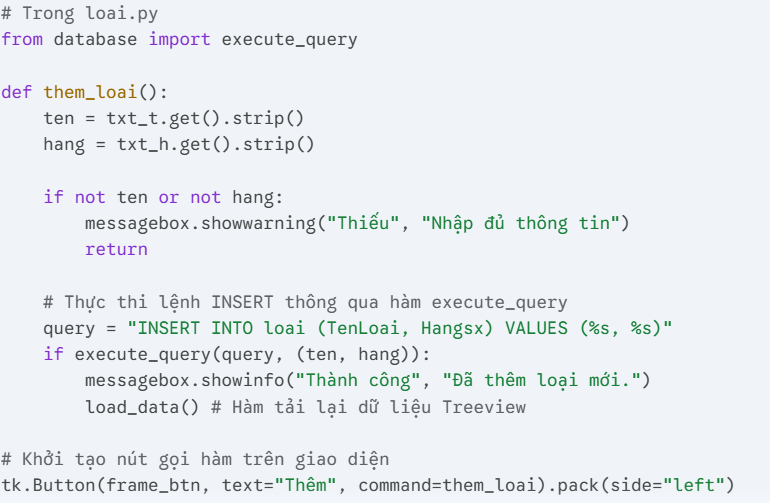 # Trong loai.py
from database import execute_query

def them_loai():
    ten = txt_t.get().strip()
    hang = txt_h.get().strip()

    if not ten or not hang:
        messagebox.showwarning("Thiếu", "Nhập đủ thông tin")
        return

    # Thực thi lệnh INSERT thông qua hàm execute_query
    query = "INSERT INTO loai (TenLoai, Hangsx) VALUES (%s, %s)"
    if execute_query(query, (ten, hang)):
        messagebox.showinfo("Thành công", "Đã thêm loại mới.")
        load_data() # Hàm tải lại dữ liệu Treeview

# Khởi tạo nút gọi hàm trên giao diện
tk.Button(frame_btn, text="Thêm", command=them_loai).pack(side="left")